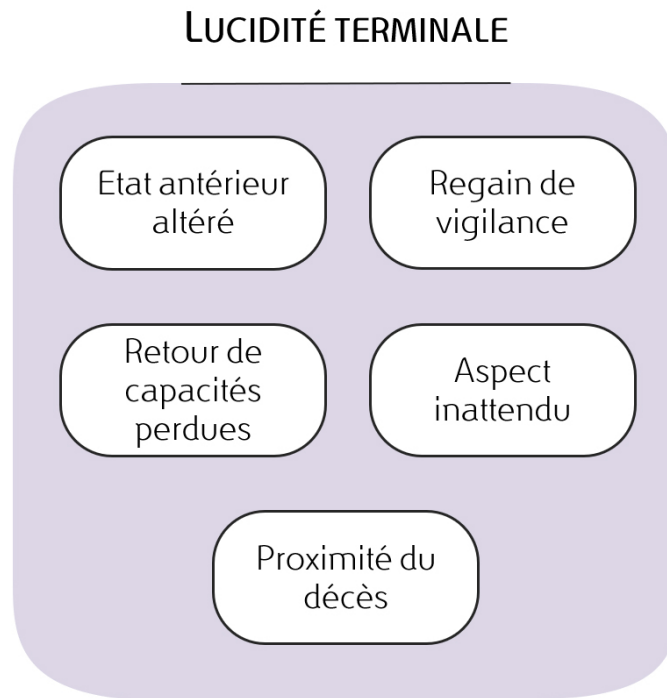 LUCIDITÉ TERMINALE
Etat antérieur
altéré
Regain de
vigilance
Retour de
capacités
perdues
Aspect
inattendu
Proximité du
décès